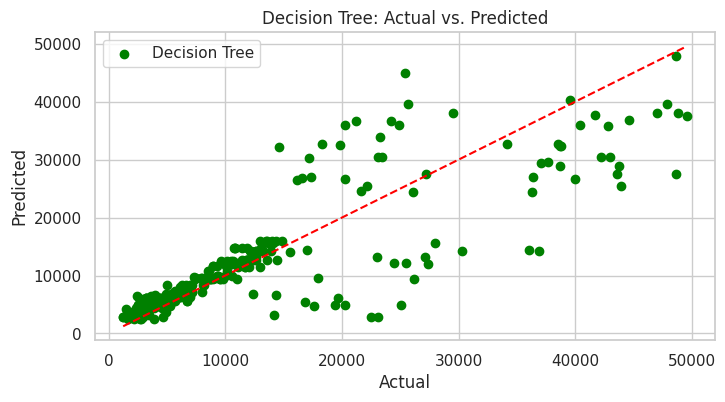 Decision Tree: Actual vs. Predicted
Decision Tree
50000
40000
30000
20000
10000
0
Predicted
0 10000 20000 30000 40000 50000
Actual